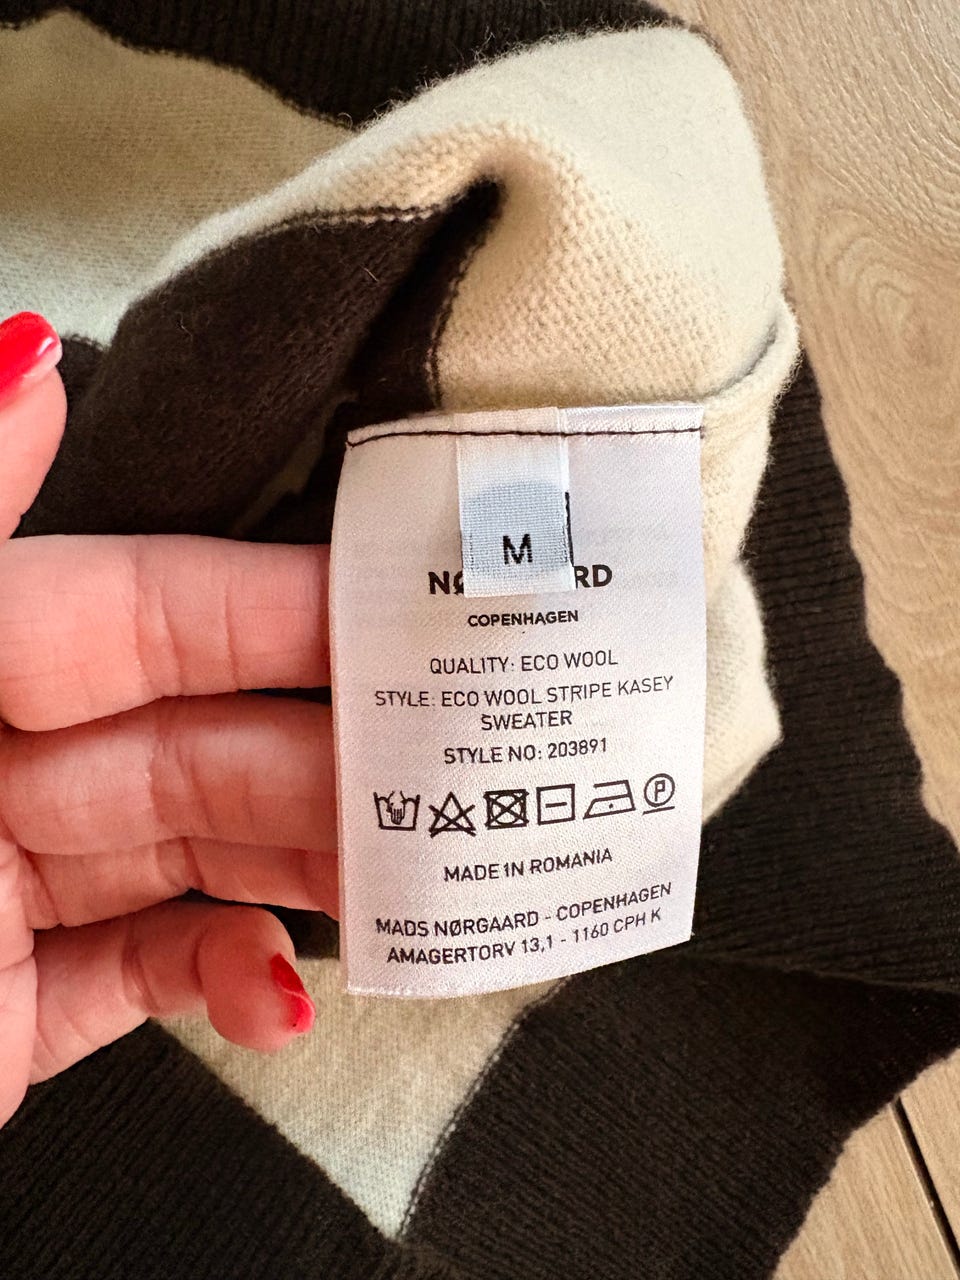 M
COPENHAGEN
QUALITY: ECO WOOL
STYLE: ECO WOOL STRIPE KASEY
SWEATER
STYLE NO: 203891
P
MADE IN ROMANIA
MADS NØRGAARD - COPENHAGEN
AMAGERTORV 13,1 - 1160 CPH K